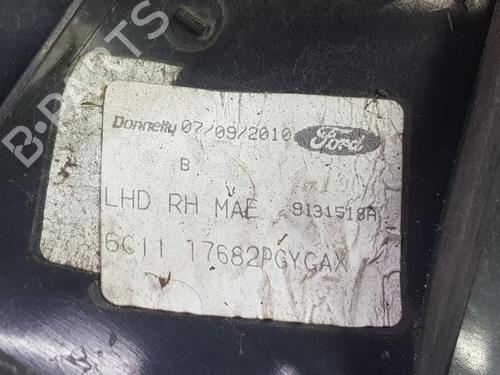 B-PARTS
Donnelly 07/09/2010 Ford
B
LHD RH MAE 9131518A
6C11 17682PGYGAX